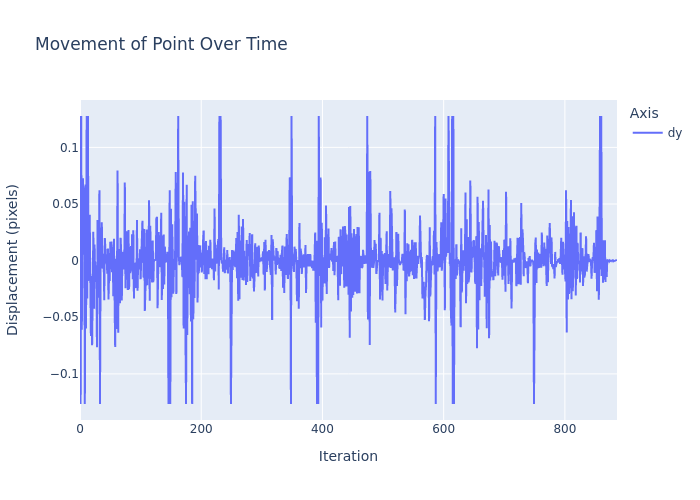 Movement of Point Over Time
Axis
dy
0.1
0.05
0
−0.05
−0.1
Displacement (pixels)
0
200
400
600
800
Iteration